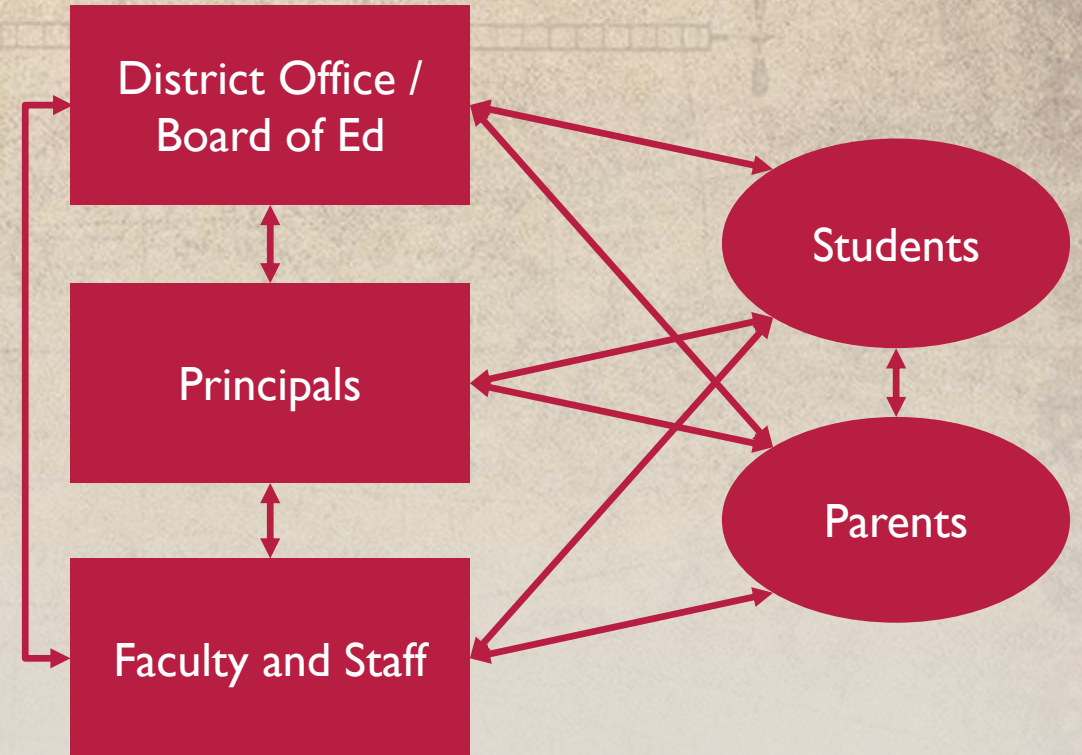 District Office /
Board of Ed
Principals
Faculty and Staff
Students
Parents